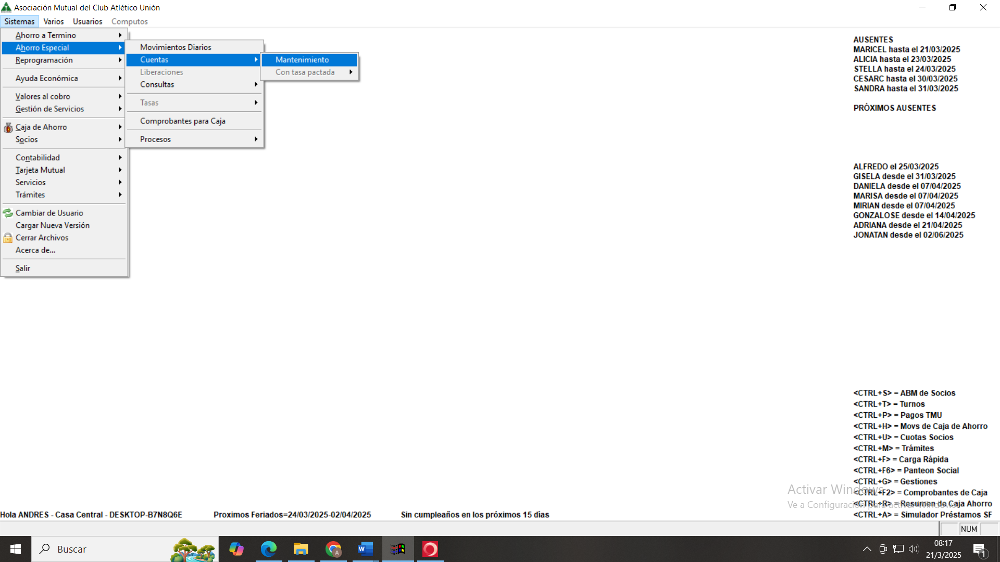 Asociación Mutual del Club Atlético Unión
Sistemas Varios Usuarios Computos
Ahorro a Termino
Ahorro Especial
Reprogramación
Ayuda Económica
Valores al cobro
Gestión de Servicios
Caja de Ahorro
Socios
Contabilidad
Tarjeta Mutual
Servicios
Trámites
Cambiar de Usuario
Cargar Nueva Versión
Cerrar Archivos
Acerca de...
Salir
Movimientos Diarios
Cuentas
Liberaciones
Consultas
Tasas
Comprobantes para Caja
Procesos
Mantenimiento
Con tasa pactada
AUSENTES
MARICEL hasta el 21/03/2025
ALICIA hasta el 23/03/2025
STELLA hasta el 24/03/2025
CESARC hasta el 30/03/2025
SANDRA hasta el 31/03/2025
PRÓXIMOS AUSENTES
ALFREDO el 25/03/2025
GISELA desde el 31/03/2025
DANIELA desde el 07/04/2025
MARISA desde el 07/04/2025
MIRIAN desde el 07/04/2025
GONZALOSE desde el 14/04/2025
ADRIANA desde el 21/04/2025
JONATAN desde el 02/06/2025
<CTRL+S> = ABM de Socios
<CTRL+T> = Turnos
<CTRL+P> = Pagos TMU
<CTRL+H> = Movs de Caja de Ahorro
<CTRL+U> = Cuotas Socios
<CTRL+M> = Trámites
<CTRL+F> = Carga Rápida
<CTRL+F6> = Panteon Social
<CTRL+G> = Gestiones
<CTRL+F2> = Comprobantes de Caja
<CTRL+R> = Resumen de Caja Ahorro
<CTRL+A> = Simulador Préstamos SF
Activar Windows
Ve a Configuración para activar Windows.
Hola ANDRES - Casa Central - DESKTOP-B7N8Q6E Proximos Feriados=24/03/2025-02/04/2025 Sin cumpleaños en los próximos 15 días
NUM
Buscar
08:17
21/3/2025
1